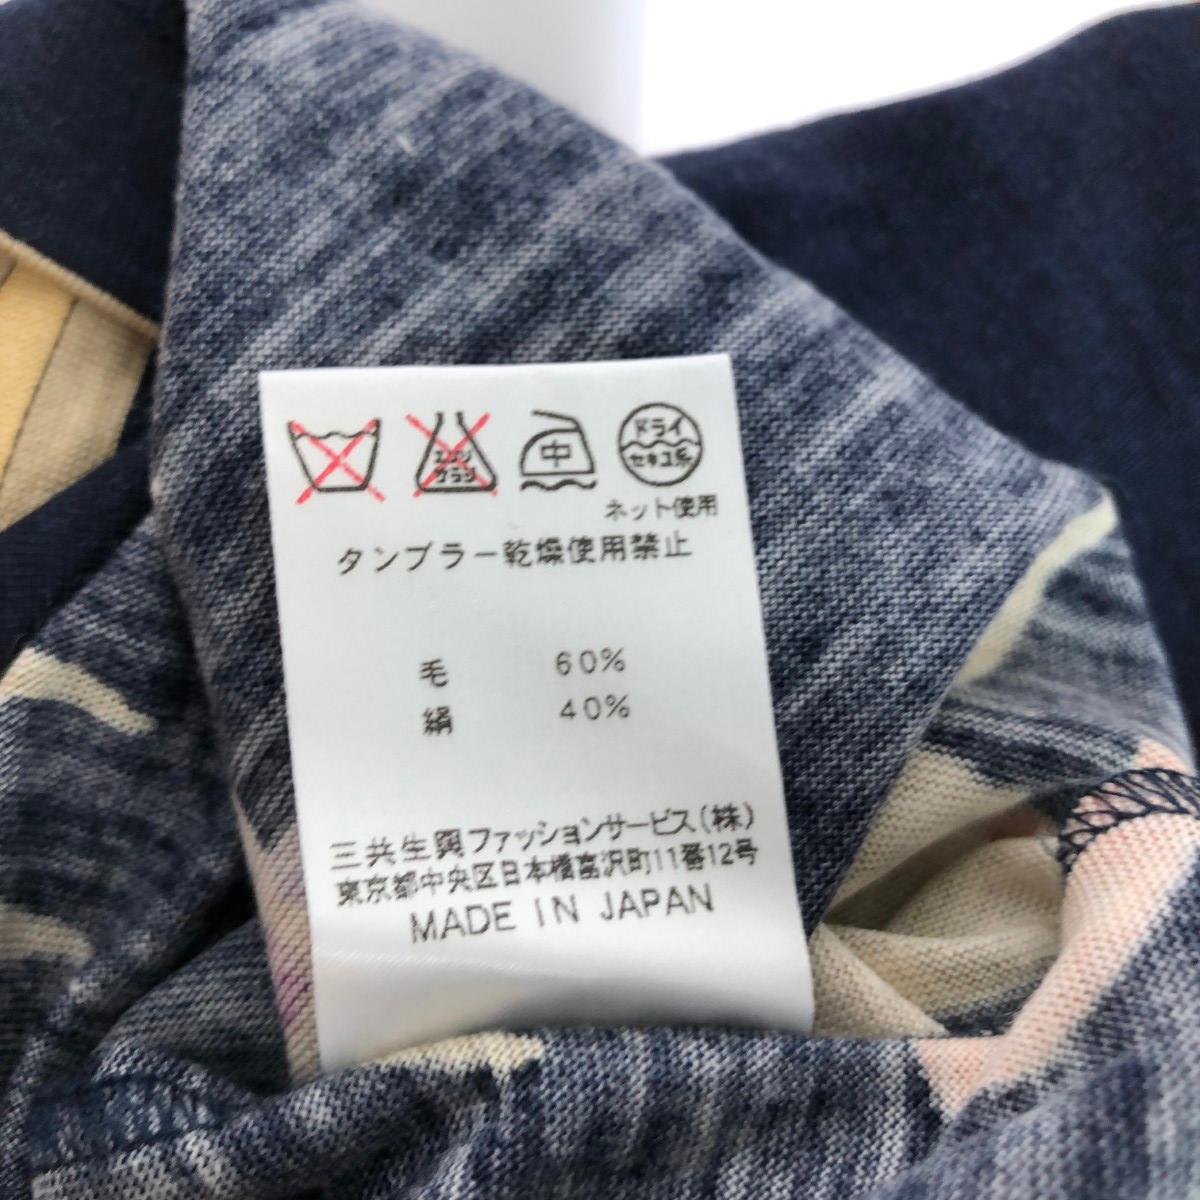 エンソ
サラシ
中
ドライ
セキユ系
ネット使用
タンブラー乾燥使用禁止
毛 60%
絹 40%
三共生興ファッションサービス(株)
東京都中央区日本橋富沢町11番12号
MADE IN JAPAN